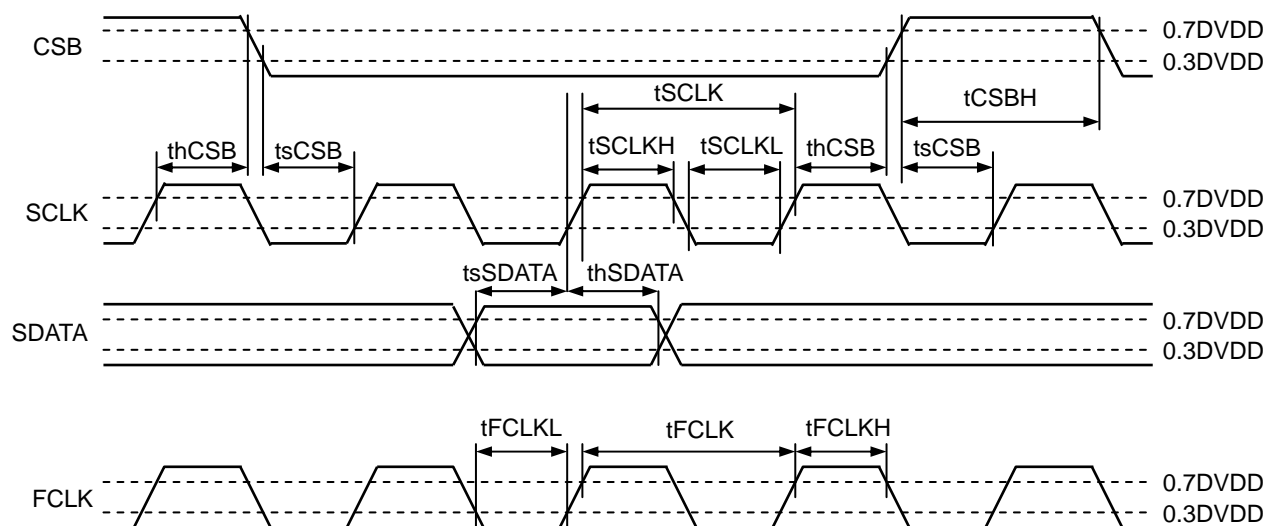 CSB
0.7DVDD
0.3DVDD
tSCLK
tCSBH
thCSB
tsCSB
tSCLKH
tSCLKL
thCSB
tsCSB
SCLK
0.7DVDD
0.3DVDD
tsSDATA
thSDATA
SDATA
0.7DVDD
0.3DVDD
tFCLKL
tFCLK
tFCLKH
FCLK
0.7DVDD
0.3DVDD